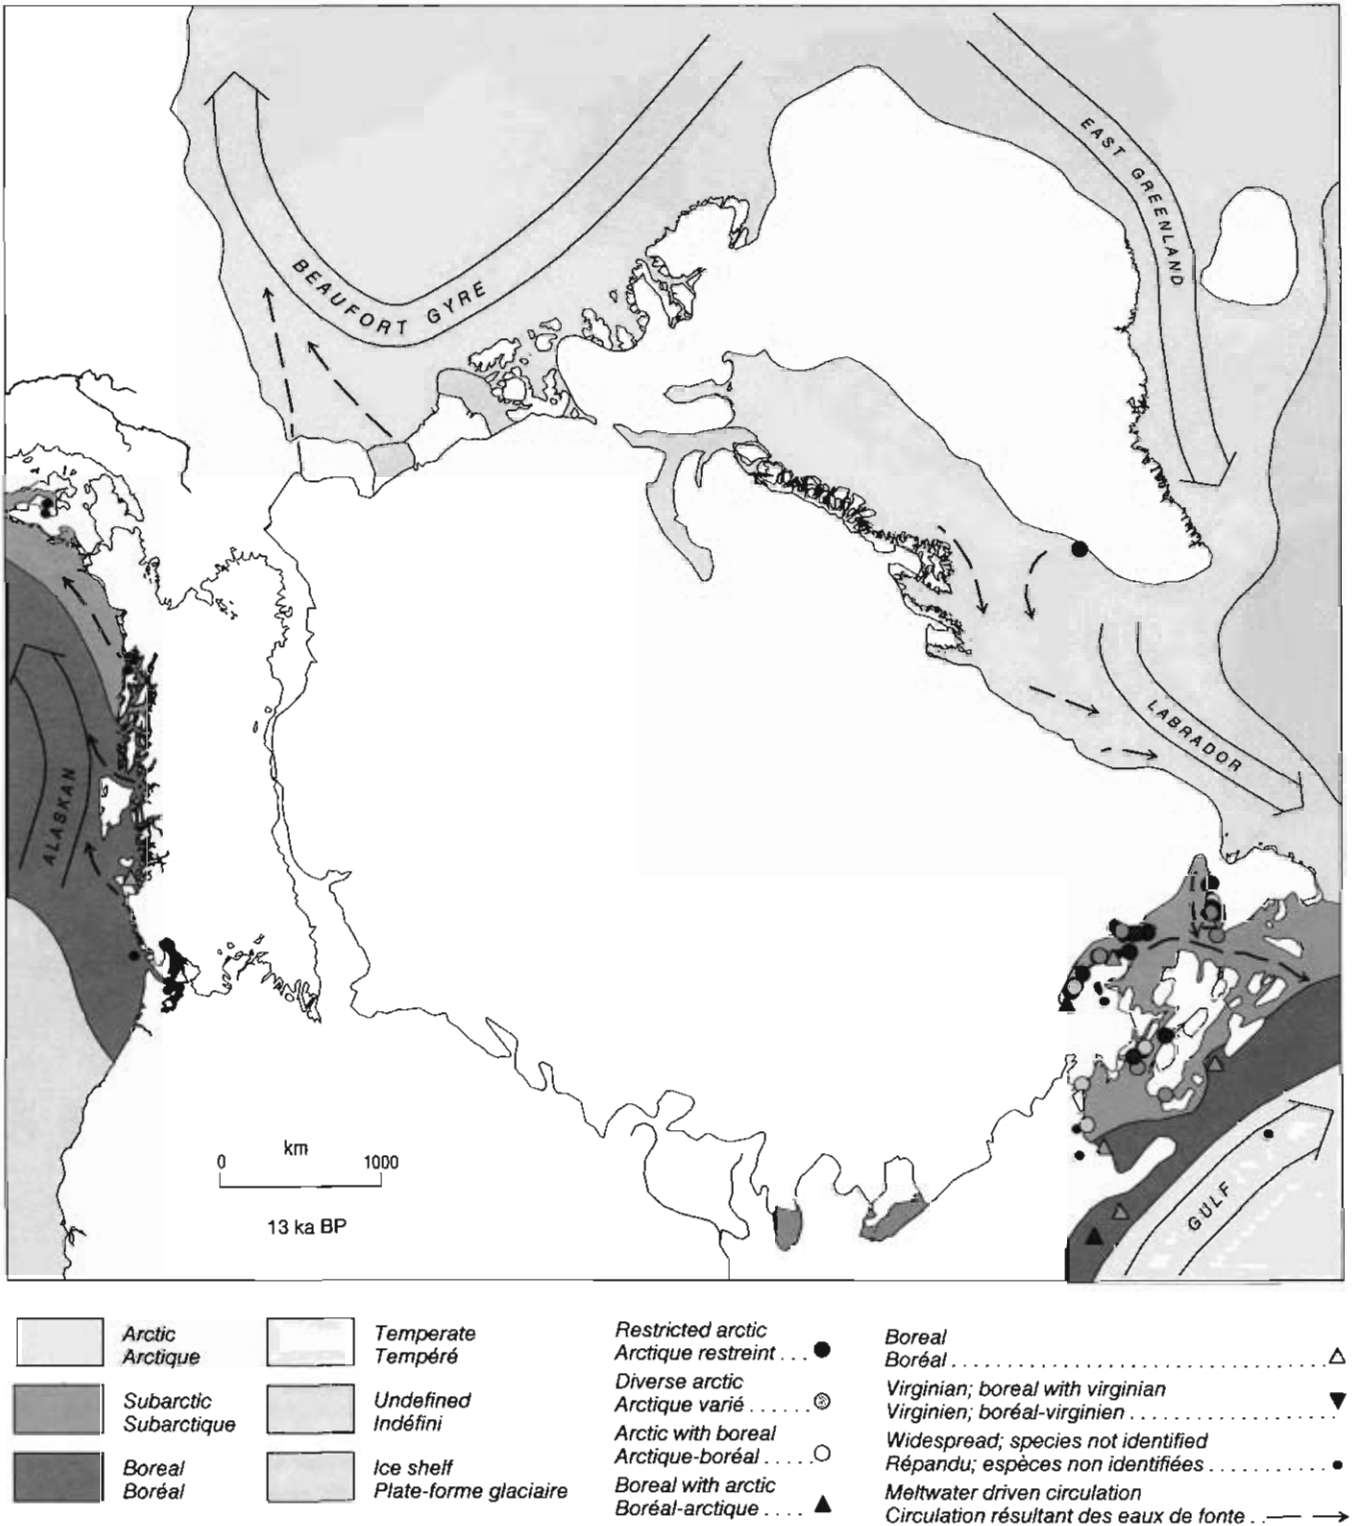 EAST GREENLAND
BEAUFORT GYRE
LABRADOR
ALASKAN
GULF
km
0 1000
13 ka BP
Arctic
Arctique
Subarctic
Subarctique
Boreal
Boréal
Temperate
Tempéré
Undefined
Indéfini
Ice shelf
Plate-forme glaciaire
Restricted arctic
Arctique restreint ...
Diverse arctic
Arctique varié ......
Arctic with boreal
Arctique-boréal .....
Boreal with arctic
Boréal-arctique ....
Boreal
Boréal ..............................
Virginian; boreal with virginian
Virginien; boréal-virginien ................
Widespread; species not identified
Répandu; espèces non identifiées ..........
Meltwater driven circulation
Circulation résultant des eaux de fonte ..